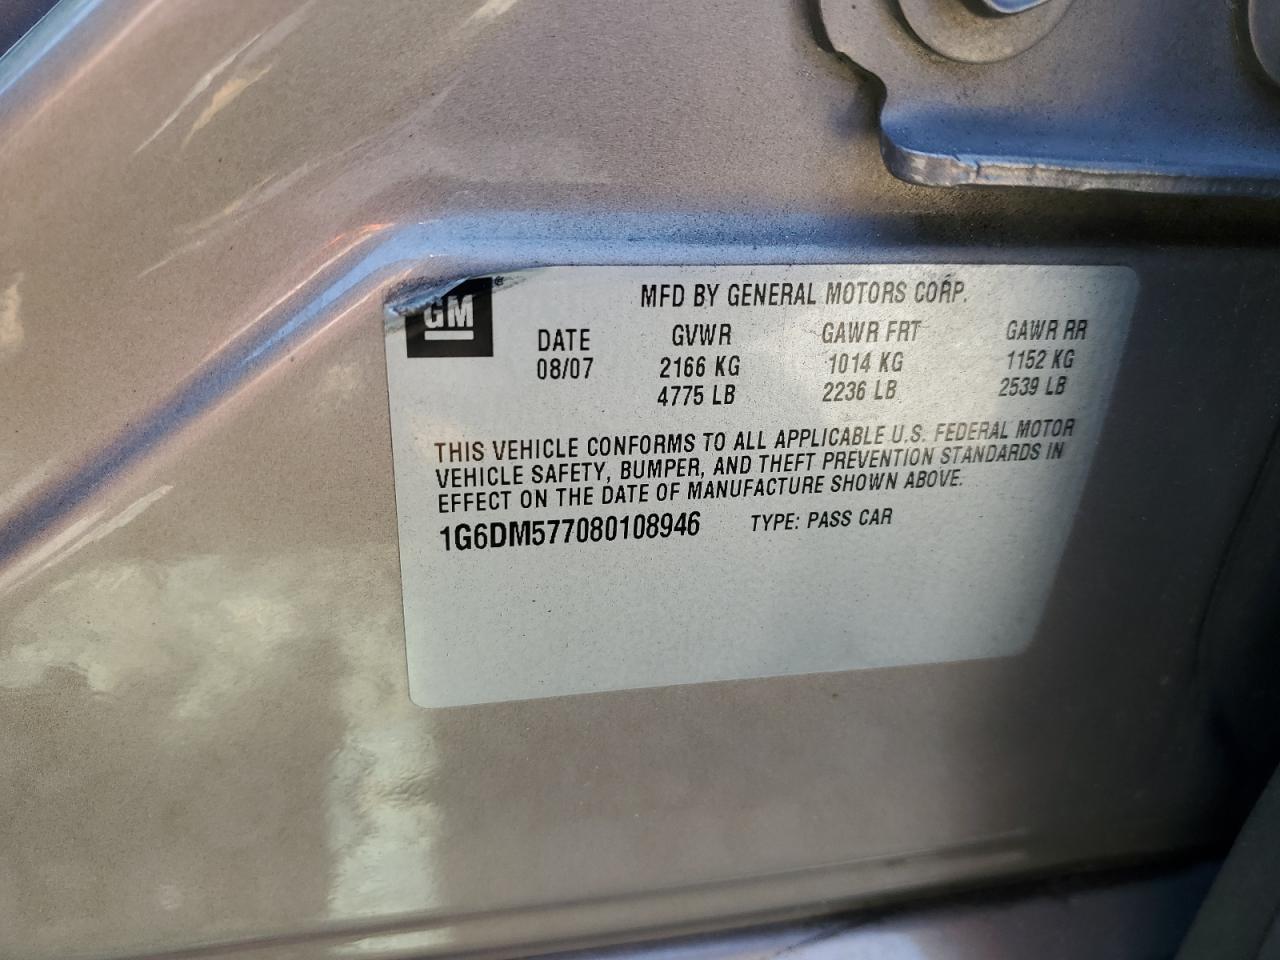 GM ®
MFD BY GENERAL MOTORS CORP.
DATE GVWR GAWR FRT GAWR RR
08/07 2166 KG 1014 KG 1152 KG
4775 LB 2236 LB 2539 LB
THIS VEHICLE CONFORMS TO ALL APPLICABLE U.S. FEDERAL MOTOR
VEHICLE SAFETY, BUMPER, AND THEFT PREVENTION STANDARDS IN
EFFECT ON THE DATE OF MANUFACTURE SHOWN ABOVE.
1G6DM577080108946 TYPE: PASS CAR